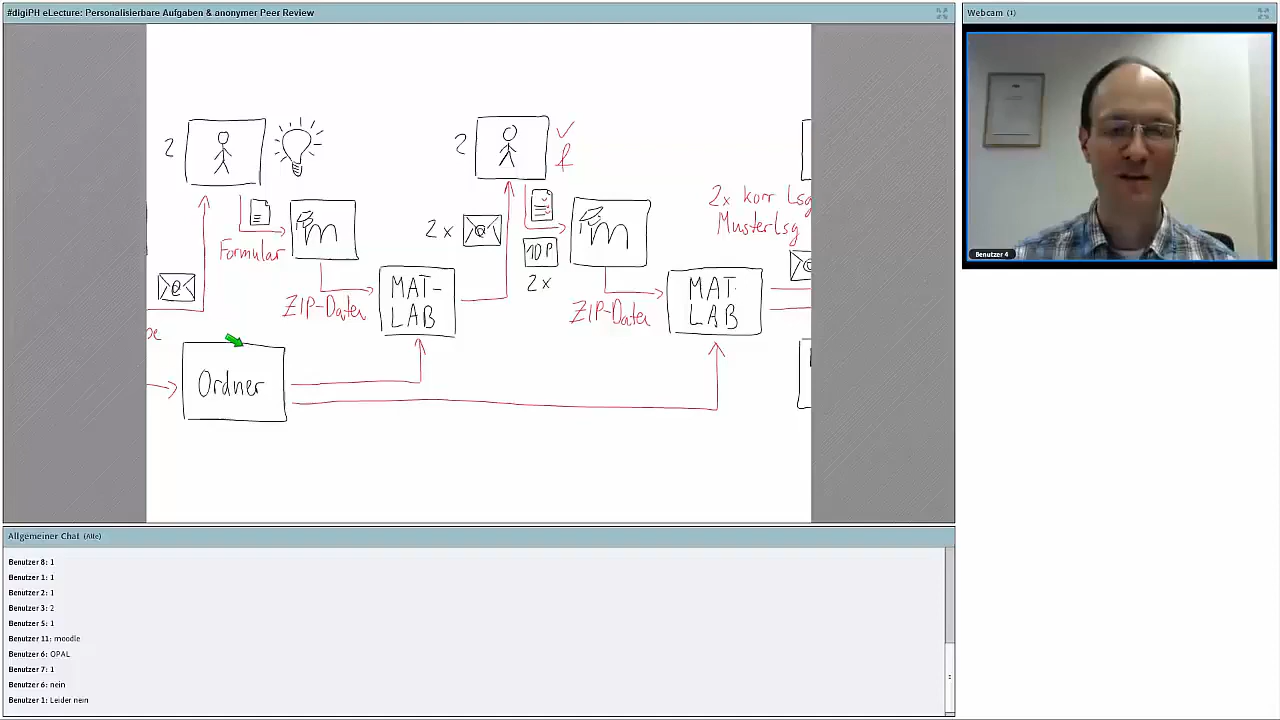 #digiPH eLecture: Personalisierbare Aufgaben & anonymer Peer Review
2
2
Formular
m
ZIP-Datei
MAT-
LAB
2x
@
10P
2x
m
ZIP-Datei
MAT-
LAB
2x korr Lsg
Musterlsg
@
Ordner
Webcam (1)
Benutzer 4
Allgemeiner Chat (Alle)
Benutzer 8: 1
Benutzer 1: 1
Benutzer 2: 1
Benutzer 3: 2
Benutzer 5: 1
Benutzer 11: moodle
Benutzer 6: OPAL
Benutzer 7: 1
Benutzer 6: nein
Benutzer 1: Leider nein